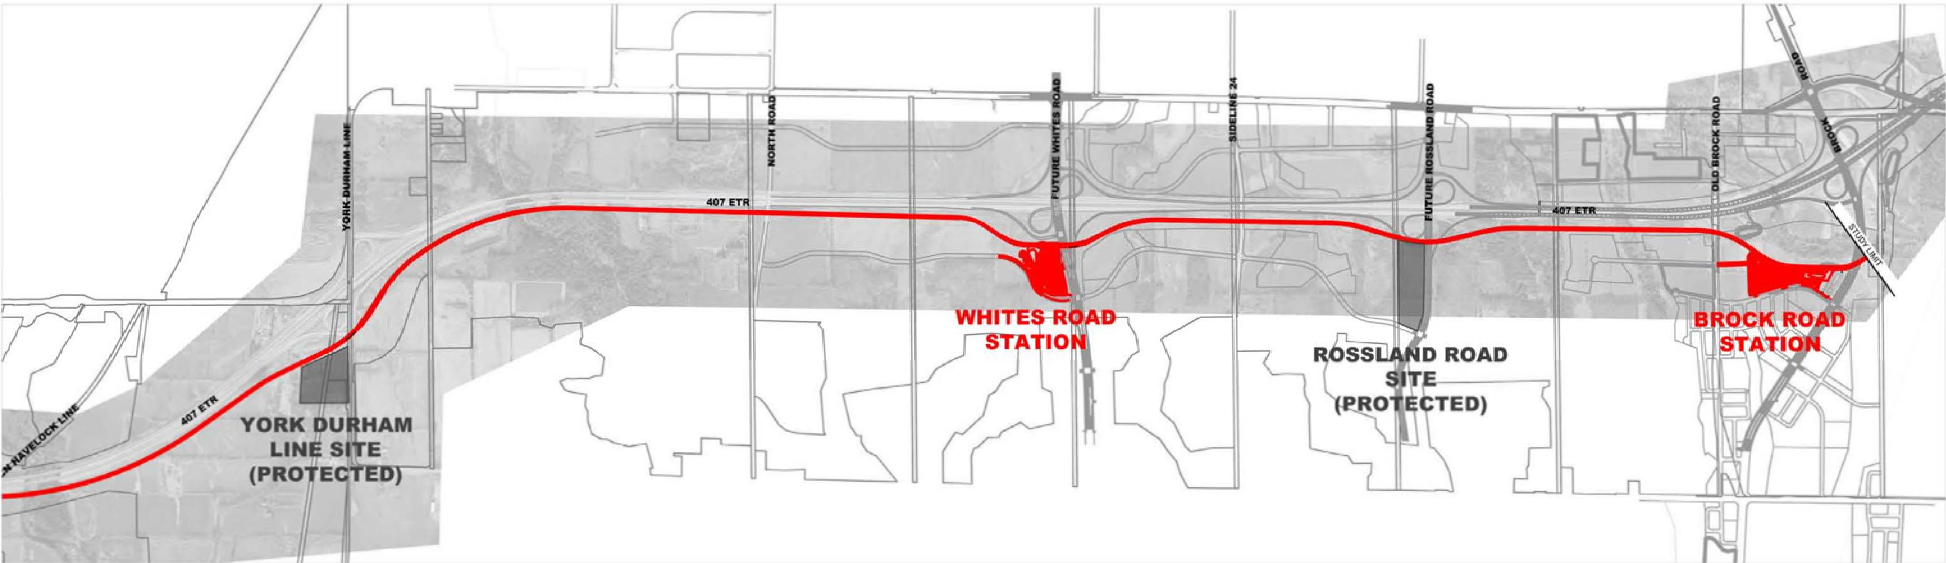 YORK DURHAM LINE
NORTH ROAD
FUTURE WHITES ROAD
SIDELINE 24
FUTURE ROSSLAND ROAD
OLD BROCK ROAD
BROCK
ROAD
407 ETR
407 ETR
407 ETR
STUDY LIMIT
HAVELOCK LINE
WHITES ROAD
STATION
BROCK ROAD
STATION
ROSSLAND ROAD
SITE
(PROTECTED)
YORK DURHAM
LINE SITE
(PROTECTED)